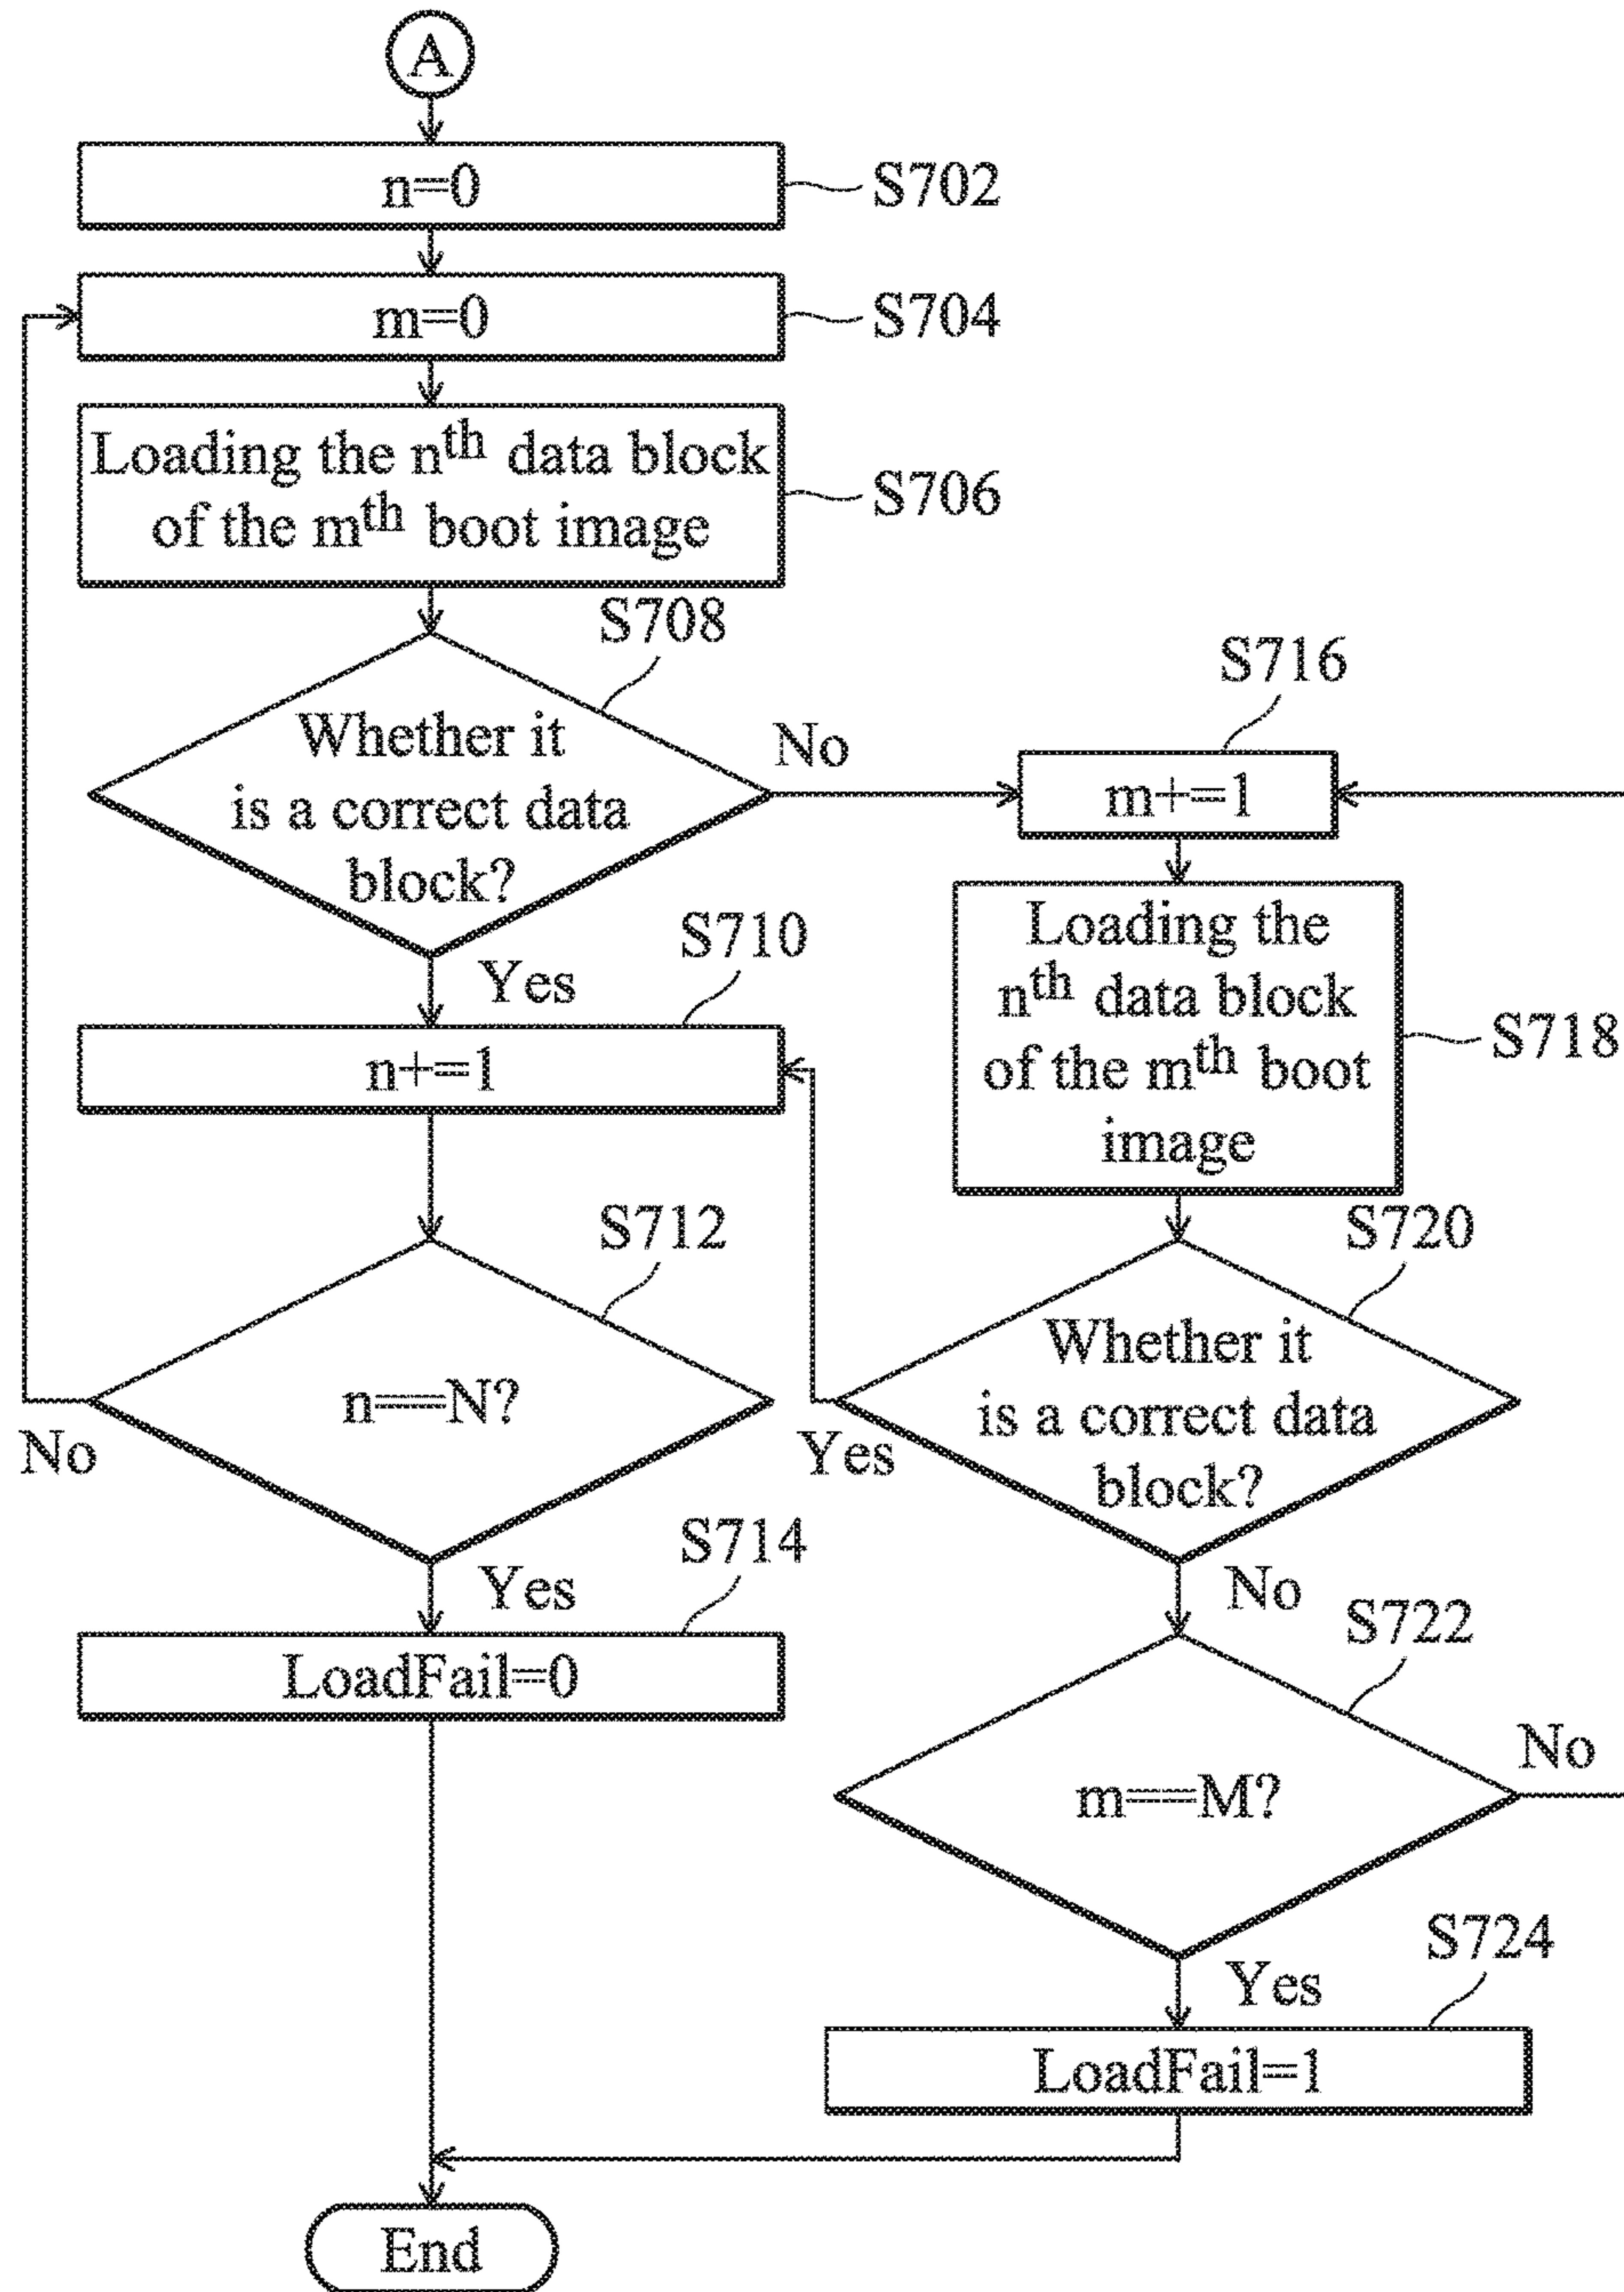 A
n=0
S702
m=0
S704
Loading the nth data block
of the mth boot image
S706
S708
Whether it
is a correct data
block?
No
Yes
S710
n+=1
S712
n==N?
No
Yes
S714
LoadFail=0
S716
m+=1
Loading the
nth data block
of the mth boot
image
S718
S720
Whether it
is a correct data
block?
Yes
No
S722
m==M?
No
Yes
S724
LoadFail=1
End